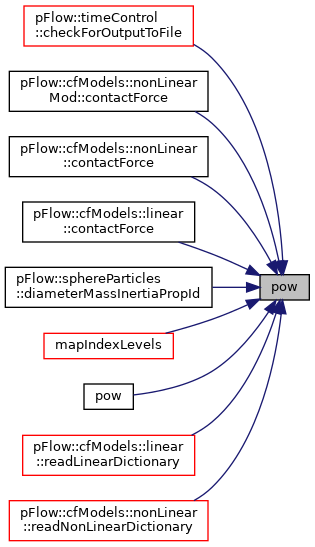 pFlow::timeControl
::checkForOutputToFile
pFlow::cfModels::nonLinear
Mod::contactForce
pFlow::cfModels::nonLinear
::contactForce
pFlow::cfModels::linear
::contactForce
pFlow::sphereParticles
::diameterMassInertiaPropId
pow
mapIndexLevels
pow
pFlow::cfModels::linear
::readLinearDictionary
pFlow::cfModels::nonLinear
::readNonLinearDictionary